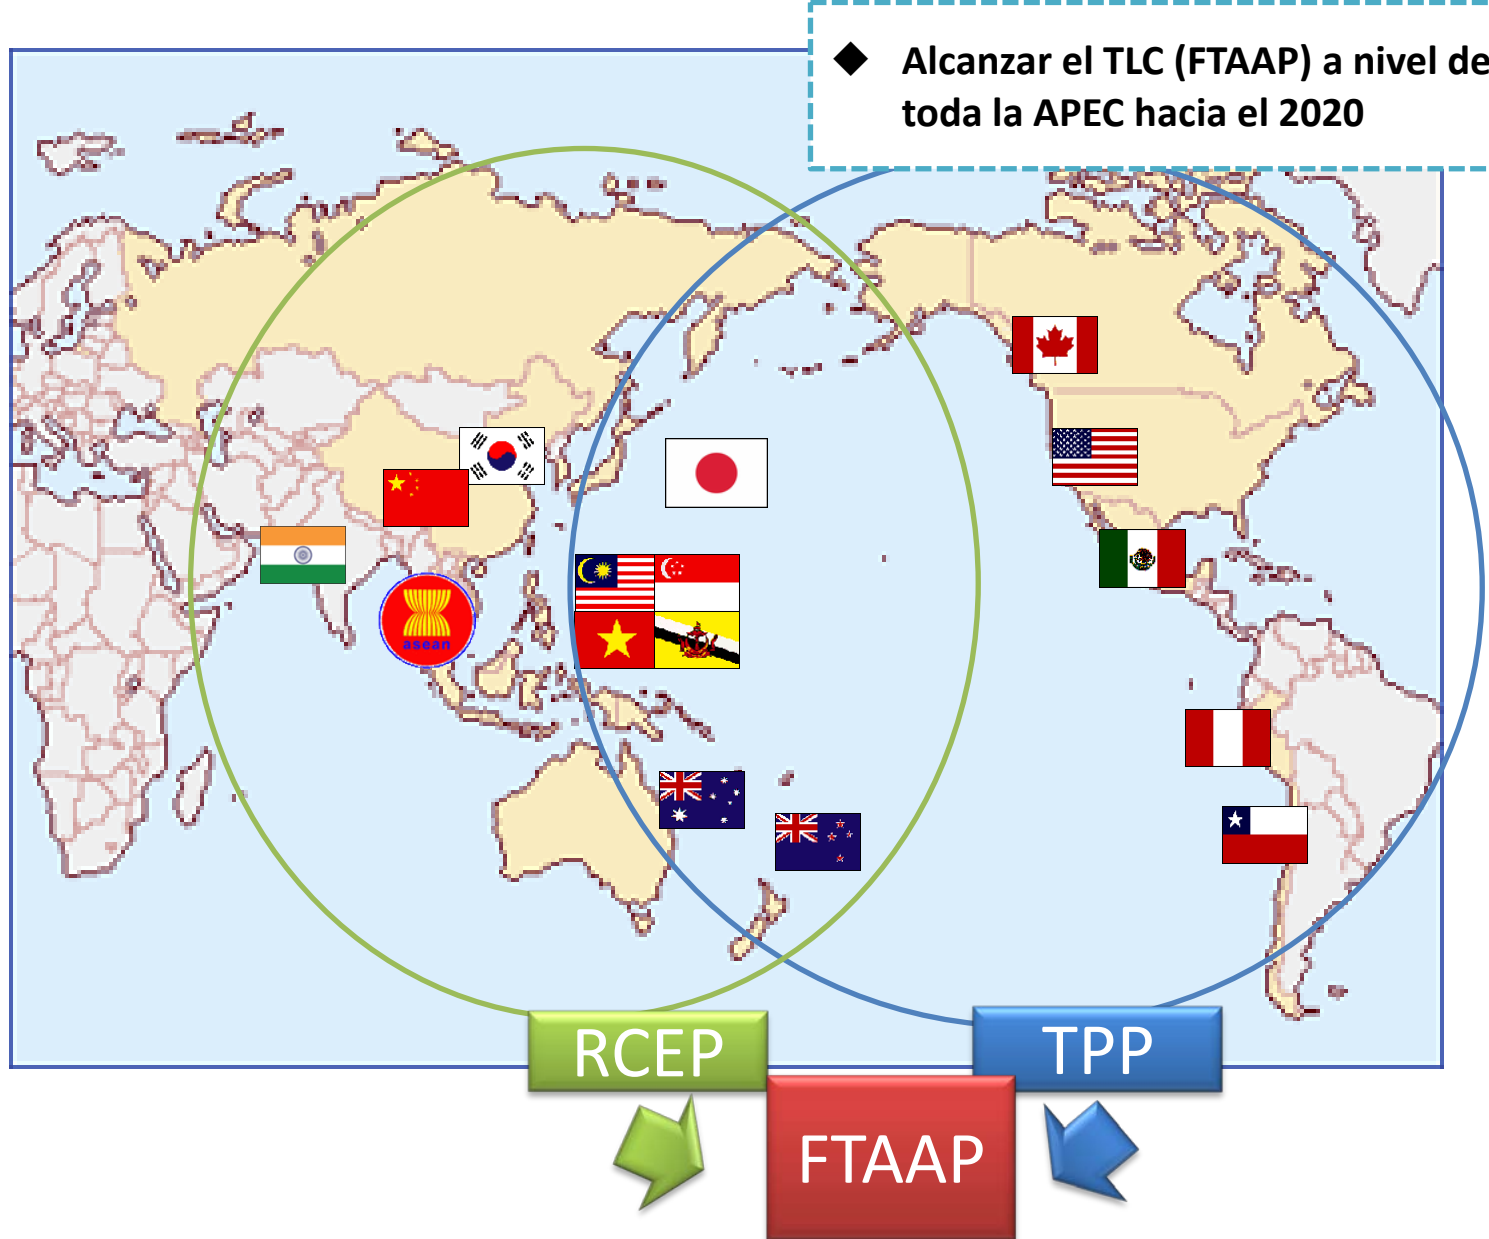 ◆ Alcanzar el TLC (FTAAP) a nivel de
toda la APEC hacia el 2020
asean
RCEP
TPP
FTAAP